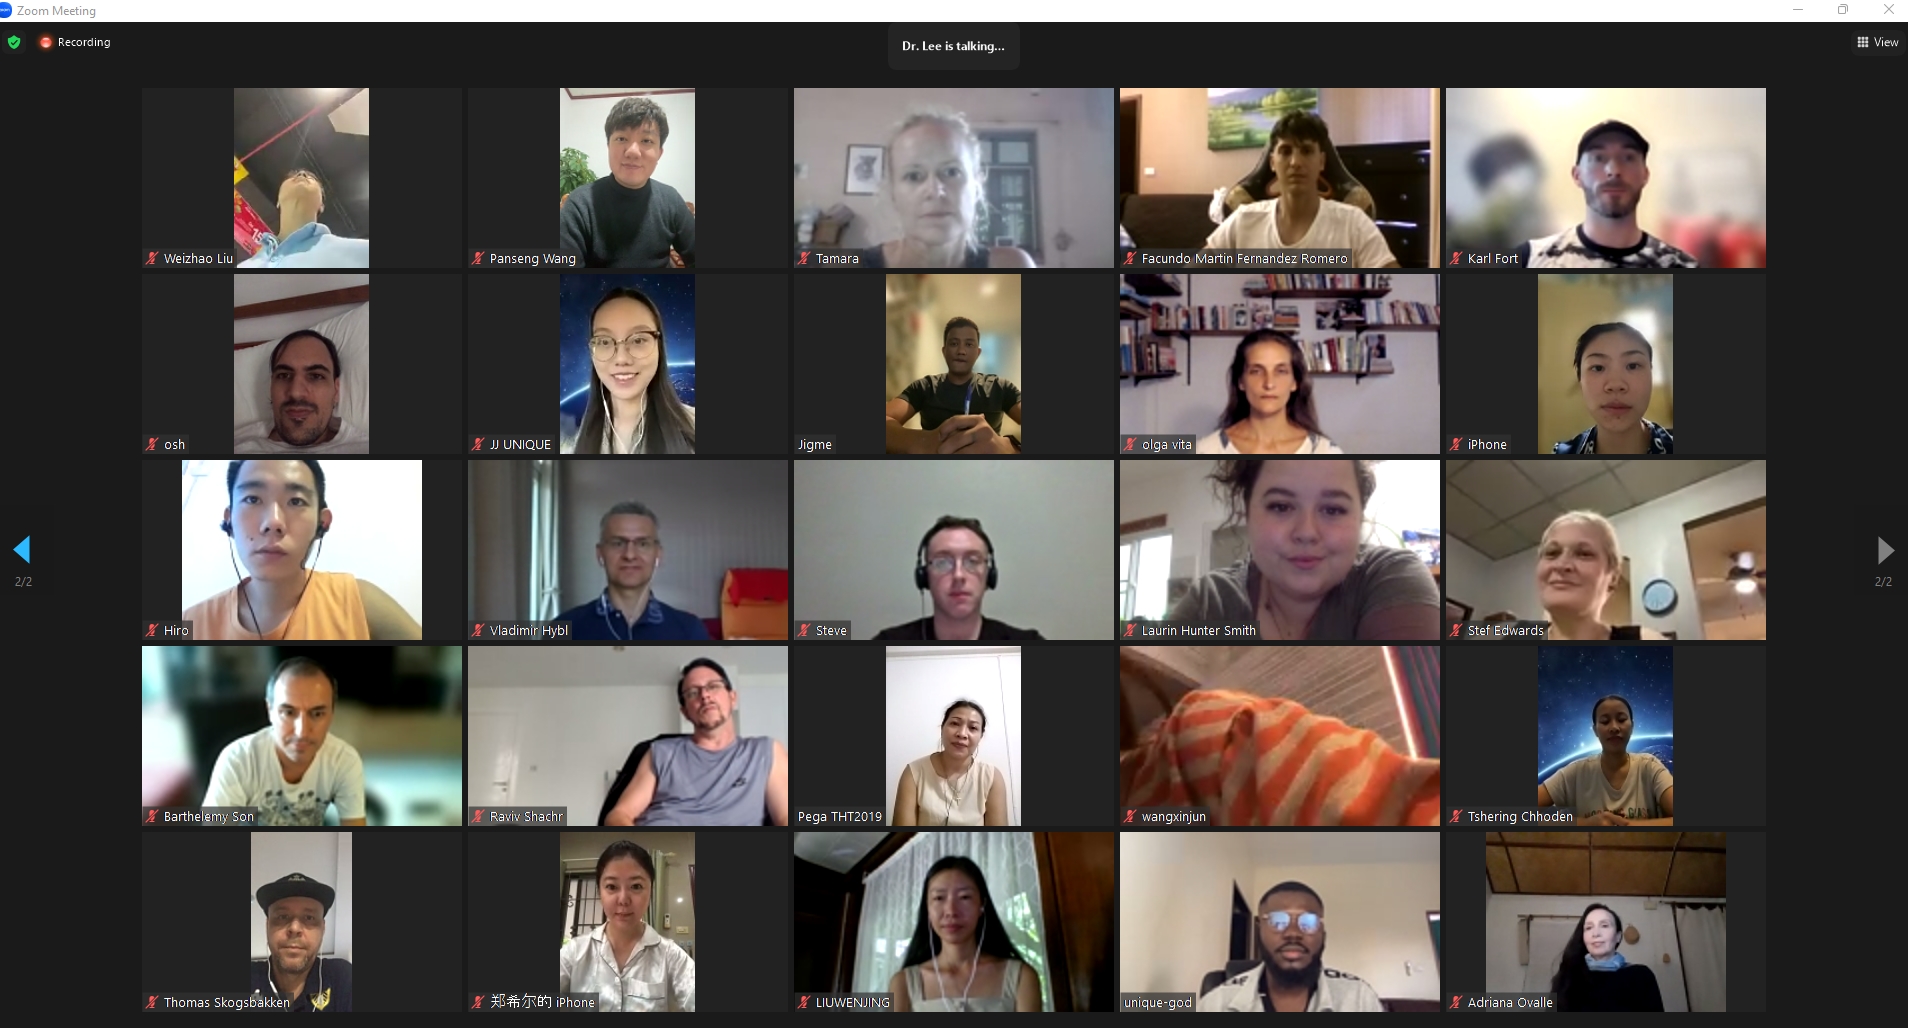 Zoom Meeting
Recording
Dr. Lee is talking...
View
Weizhao Liu
Panseng Wang
Tamara
Facundo Martin Fernandez Romero
Karl Fort
osh
JJ UNIQUE
Jigme
olga vita
iPhone
2/2
2/2
Hiro
Vladimir Hybl
Steve
Laurin Hunter Smith
Stef Edwards
Barthelemy Son
Raviv Shachr
Pega THT2019
wangxinjun
Tshering Chhoden
Thomas Skogsbakken
郑希尔的 iPhone
LIUWENJING
unique-god
Adriana Ovalle